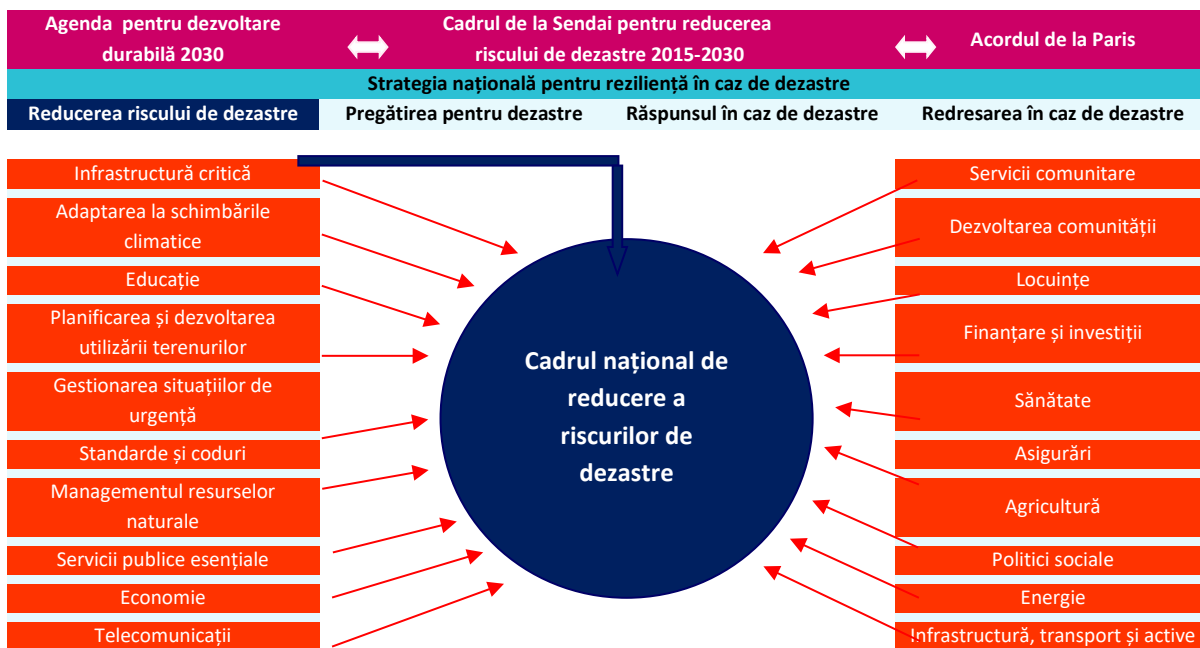 Agenda pentru dezvoltare
durabilă 2030
Cadrul de la Sendai pentru reducerea
riscului de dezastre 2015-2030
Acordul de la Paris
Strategia națională pentru reziliență în caz de dezastre
Reducerea riscului de dezastre
Pregătirea pentru dezastre
Răspunsul în caz de dezastre
Redresarea în caz de dezastre
Infrastructură critică
Adaptarea la schimbările
climatice
Educație
Planificarea și dezvoltarea
utilizării terenurilor
Gestionarea situațiilor de
urgență
Standarde și coduri
Managementul resurselor
naturale
Servicii publice esențiale
Economie
Telecomunicații
Cadrul național de
reducere a
riscurilor de
dezastre
Servicii comunitare
Dezvoltarea comunității
Locuințe
Finanțare și investiții
Sănătate
Asigurări
Agricultură
Politici sociale
Energie
Infrastructură, transport și active